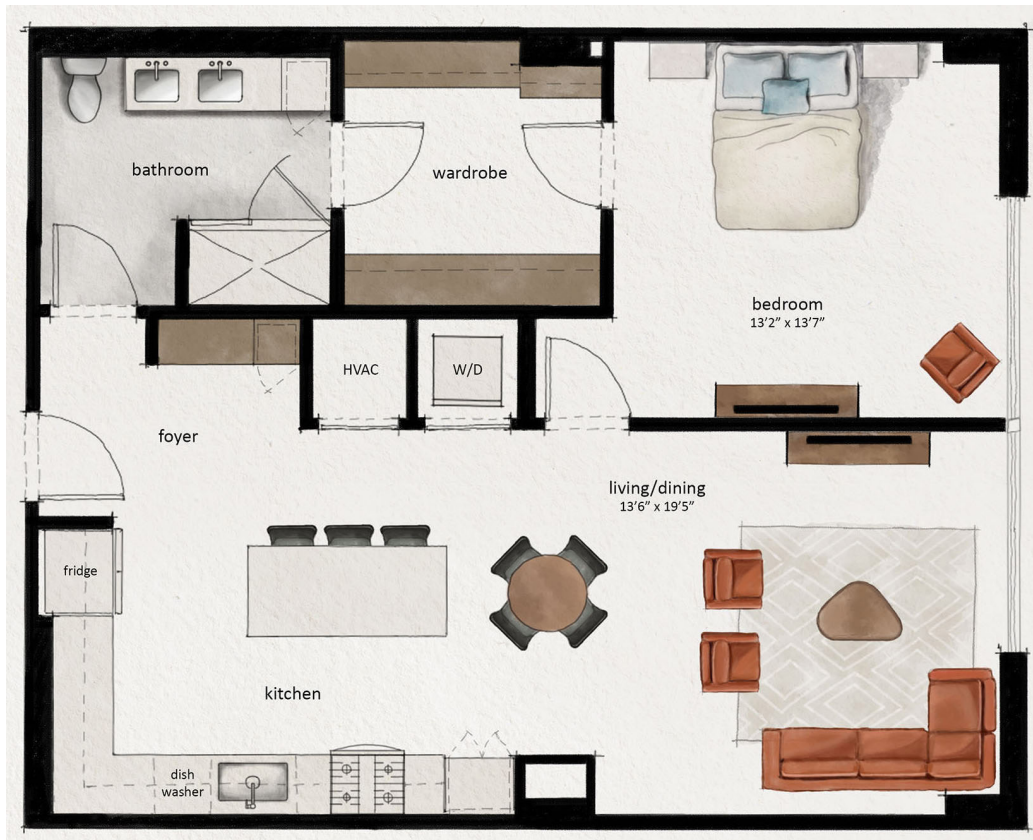 bathroom
wardrobe
bedroom
13'2" x 13'7"
HVAC
W/D
foyer
living/dining
13'6" x 19'5"
fridge
kitchen
dish
washer